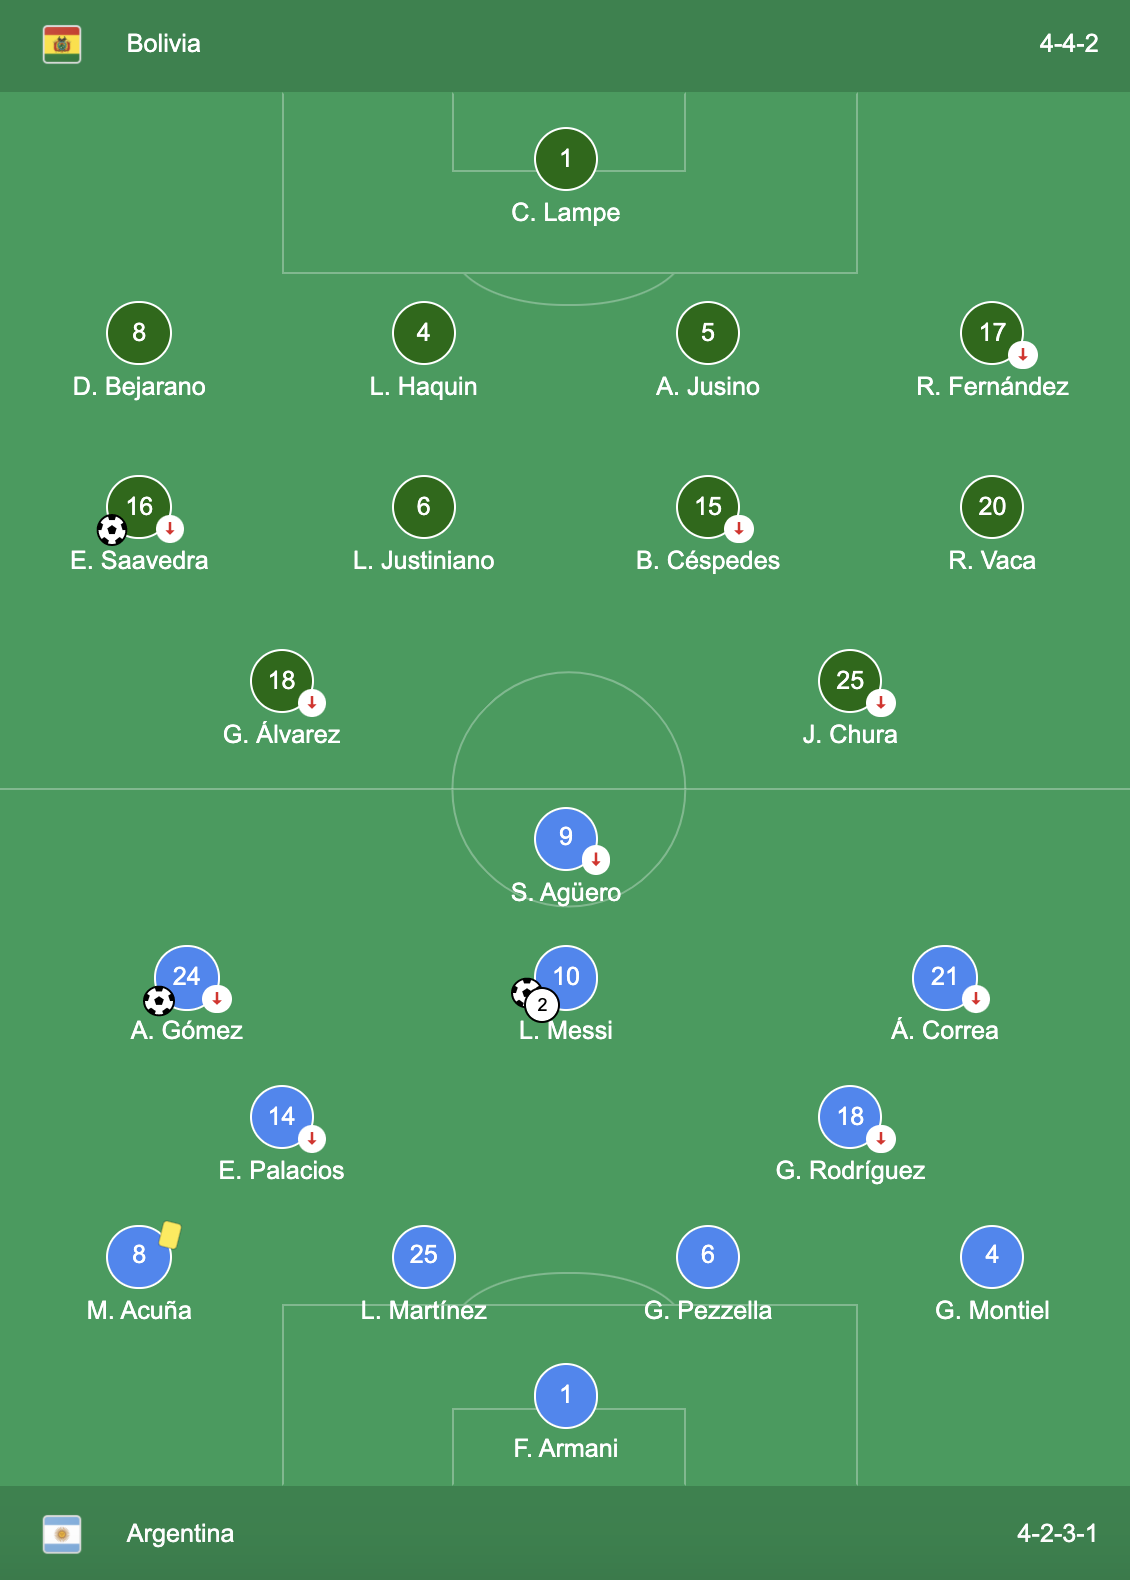 Bolivia 4-4-2
1
C. Lampe
8 4 5 17
D. Bejarano L. Haquin A. Jusino R. Fernández
16 6 15 20
E. Saavedra L. Justiniano B. Céspedes R. Vaca
18 25
G. Álvarez J. Chura
9
S. Agüero
24 10 21
2
A. Gómez L. Messi Á. Correa
14 18
E. Palacios G. Rodríguez
8 25 6 4
M. Acuña L. Martínez G. Pezzella G. Montiel
1
F. Armani
Argentina 4-2-3-1